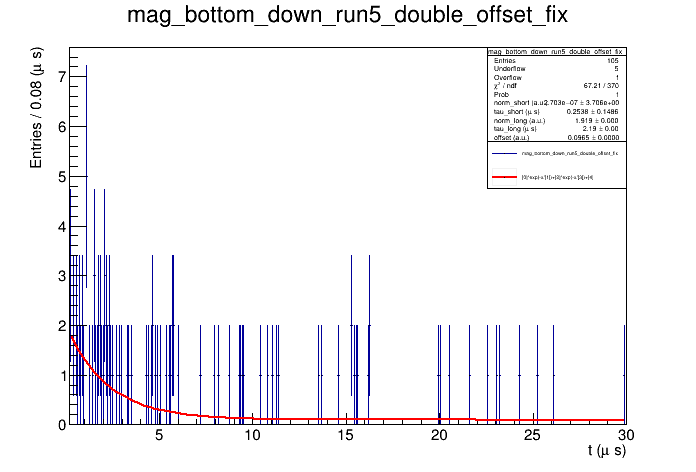 mag_bottom_down_run5_double_offset_fix
mag_bottom_down_run5_double_offset_fix
Entries 105
Underflow 5
Overflow 1
χ² / ndf 67.21 / 370
Prob 1
norm_short (a.u. 2.703e−07 ± 3.706e+00
tau_short (μ s) 0.2538 ± 0.1486
norm_long (a.u.) 1.919 ± 0.000
tau_long (μ s) 2.19 ± 0.00
offset (a.u.) 0.0965 ± 0.0000
mag_bottom_down_run5_double_offset_fix
Entries / 0.08 (μ s)
7
6
5
4
3
2
1
0
5 10 15 20 25 30
t (μ s)